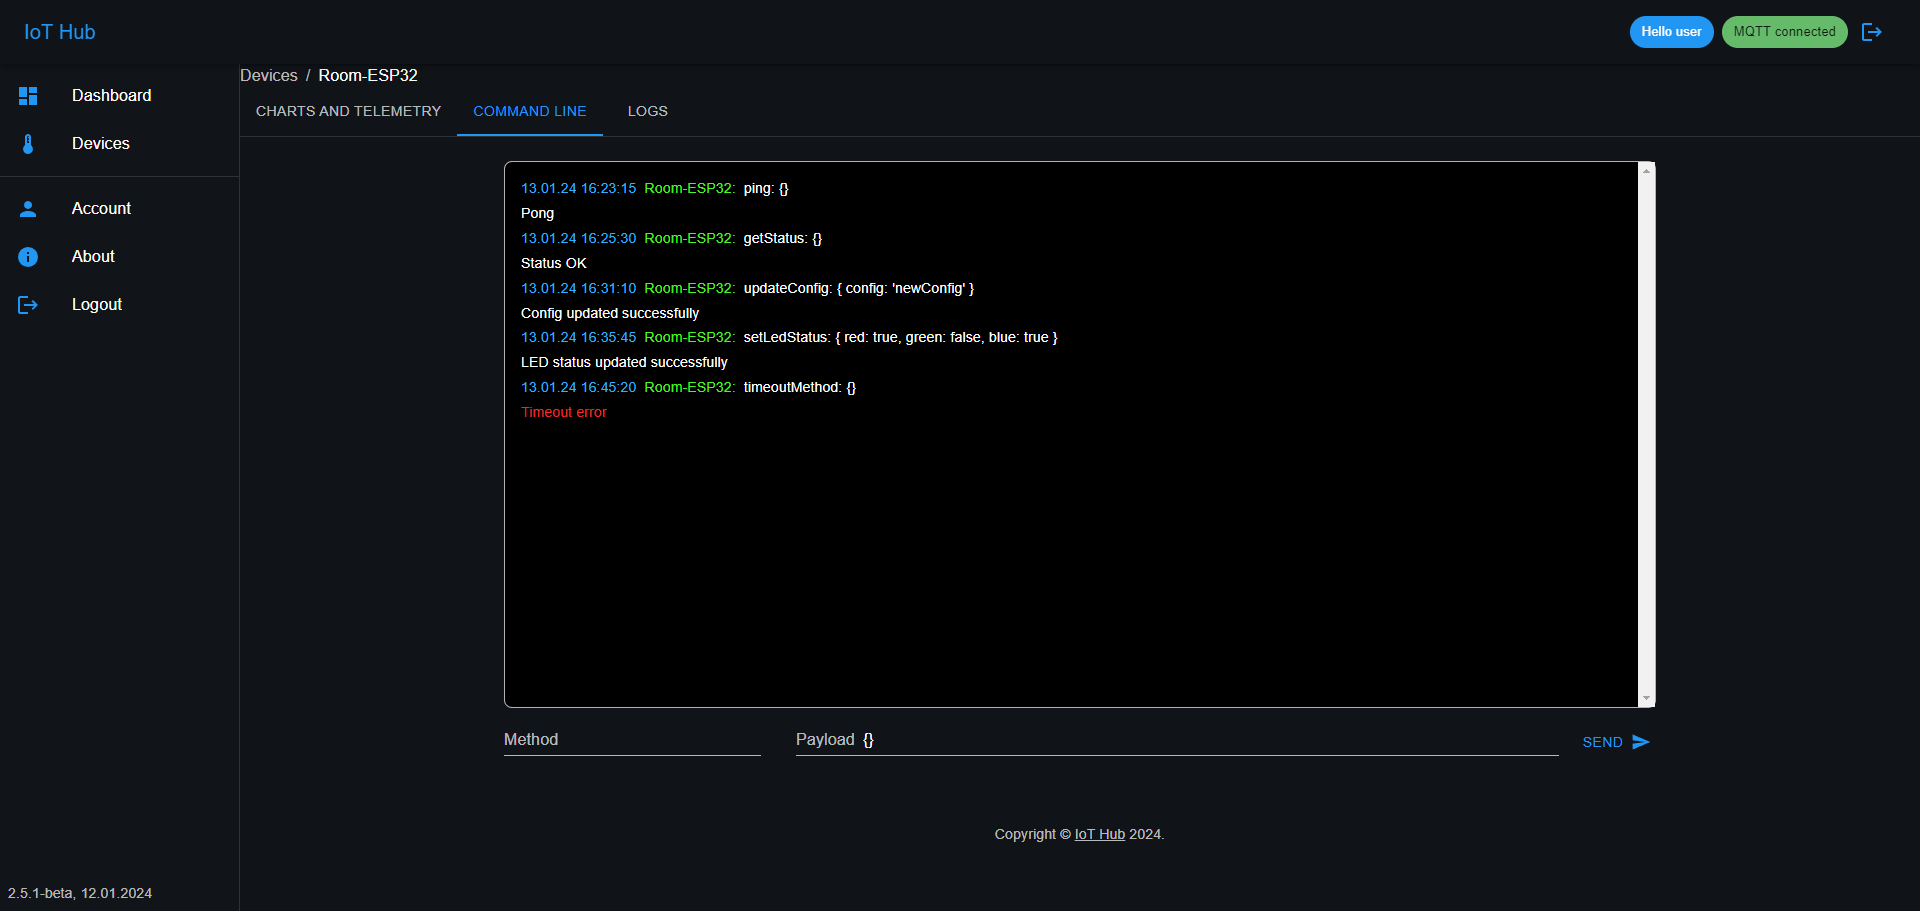 IoT Hub
Hello user
MQTT connected
Dashboard
Devices
Account
About
Logout
Devices / Room-ESP32
CHARTS AND TELEMETRY
COMMAND LINE
LOGS
13.01.24 16:23:15 Room-ESP32: ping: {}
Pong
13.01.24 16:25:30 Room-ESP32: getStatus: {}
Status OK
13.01.24 16:31:10 Room-ESP32: updateConfig: { config: 'newConfig' }
Config updated successfully
13.01.24 16:35:45 Room-ESP32: setLedStatus: { red: true, green: false, blue: true }
LED status updated successfully
13.01.24 16:45:20 Room-ESP32: timeoutMethod: {}
Timeout error
Method
Payload {}
SEND
Copyright © IoT Hub 2024.
2.5.1-beta, 12.01.2024